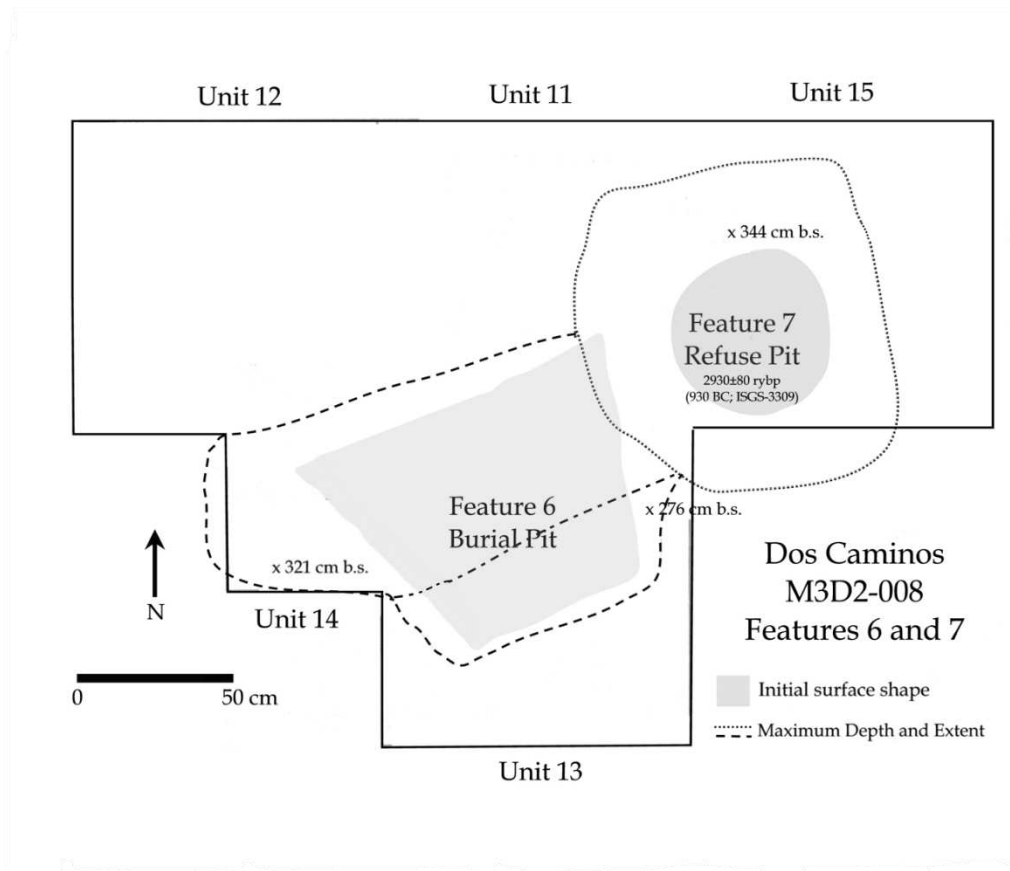 Unit 12
Unit 11
Unit 15
x 344 cm b.s.
Feature 7
Refuse Pit
2930±80 rybp
(930 BC; ISGS-3309)
Feature 6
Burial Pit
x 276 cm b.s.
x 321 cm b.s.
N
Unit 14
Dos Caminos
M3D2-008
Features 6 and 7
0
50 cm
Initial surface shape
Maximum Depth and Extent
Unit 13